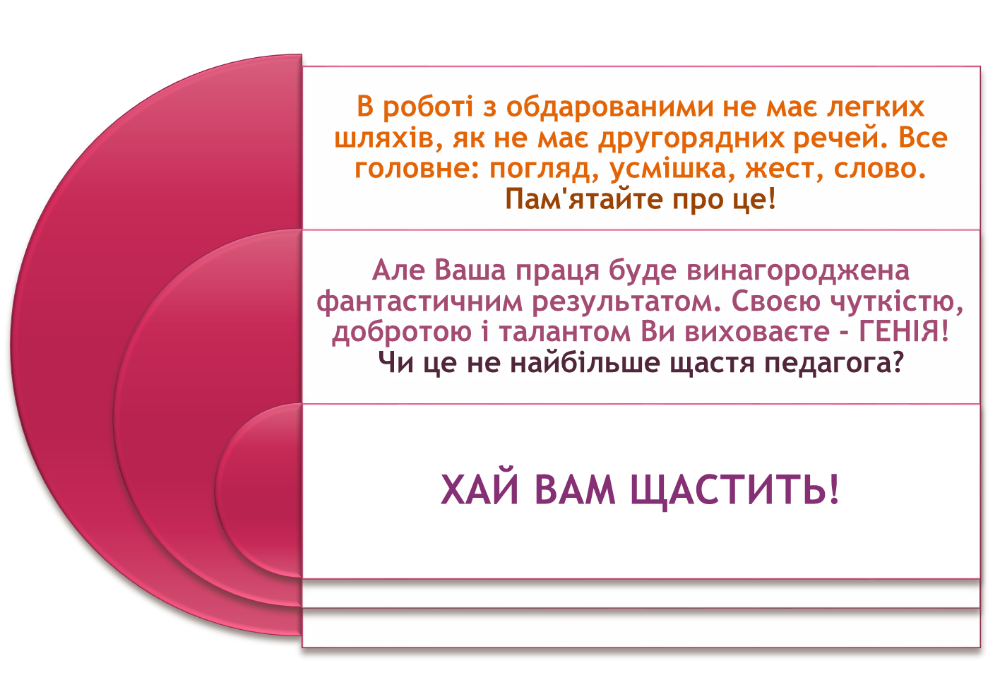 В роботі з обдарованими не має легких
шляхів, як не має другорядних речей. Все
головне: погляд, усмішка, жест, слово.
Пам'ятайте про це!
Але Ваша праця буде винагороджена
фантастичним результатом. Своєю чуткістю,
добротою і талантом Ви виховаєте - ГЕНІЯ!
Чи це не найбільше щастя педагога?
ХАЙ ВАМ ЩАСТИТЬ!